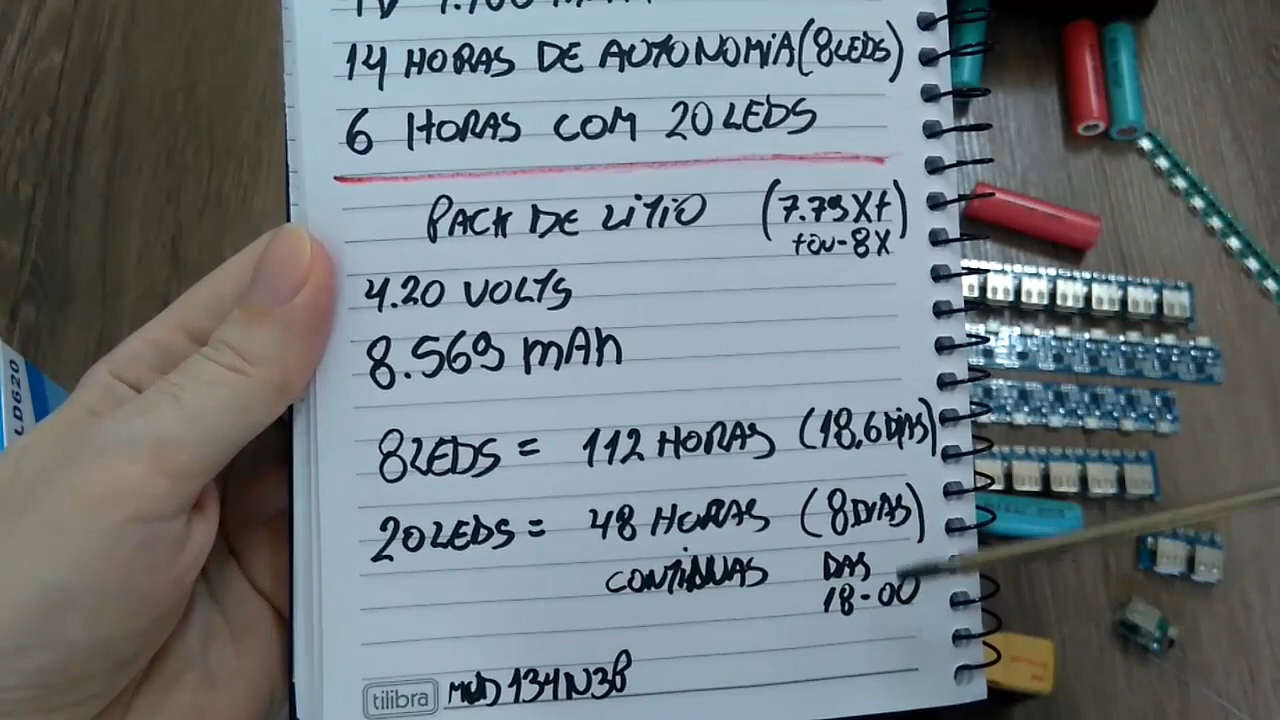 14 HORAS DE AUTONOMIA (8LEDS)
6 HORAS COM 20LEDS
PACK DE LITIO (7.79X+)
+ou-8X
4.20 VOLTS
8.569 mAh
8LEDS = 112 HORAS (18,6DIAS)
20LEDS = 48 HORAS (8DIAS)
CONTINUAS DAS
18-00
tilibra
LD620